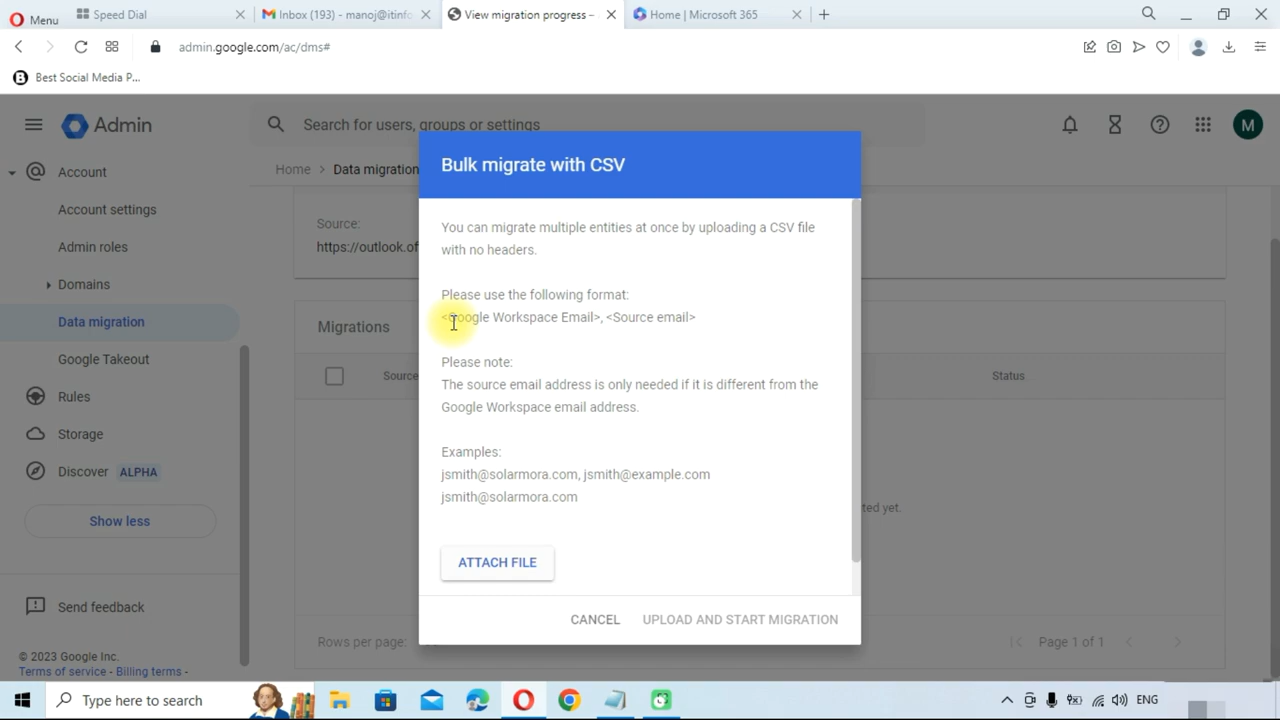 Menu
Speed Dial
Inbox (193) - manoj@itinfo
View migration progress –
Home | Microsoft 365
admin.google.com/ac/dms#
B Best Social Media P...
Admin
Search for users, groups or settings
M
Account
Account settings
Admin roles
Domains
Data migration
Google Takeout
Rules
Storage
Discover ALPHA
Show less
Send feedback
© 2023 Google Inc.
Terms of service - Billing terms -
Home > Data migration
Source:
https://outlook.of
Migrations
Source
Status
ted yet.
Rows per page:
Page 1 of 1
Bulk migrate with CSV
You can migrate multiple entities at once by uploading a CSV file
with no headers.
Please use the following format:
<Google Workspace Email>, <Source email>
Please note:
The source email address is only needed if it is different from the
Google Workspace email address.
Examples:
jsmith@solarmora.com, jsmith@example.com
jsmith@solarmora.com
ATTACH FILE
CANCEL
UPLOAD AND START MIGRATION
Type here to search
ENG